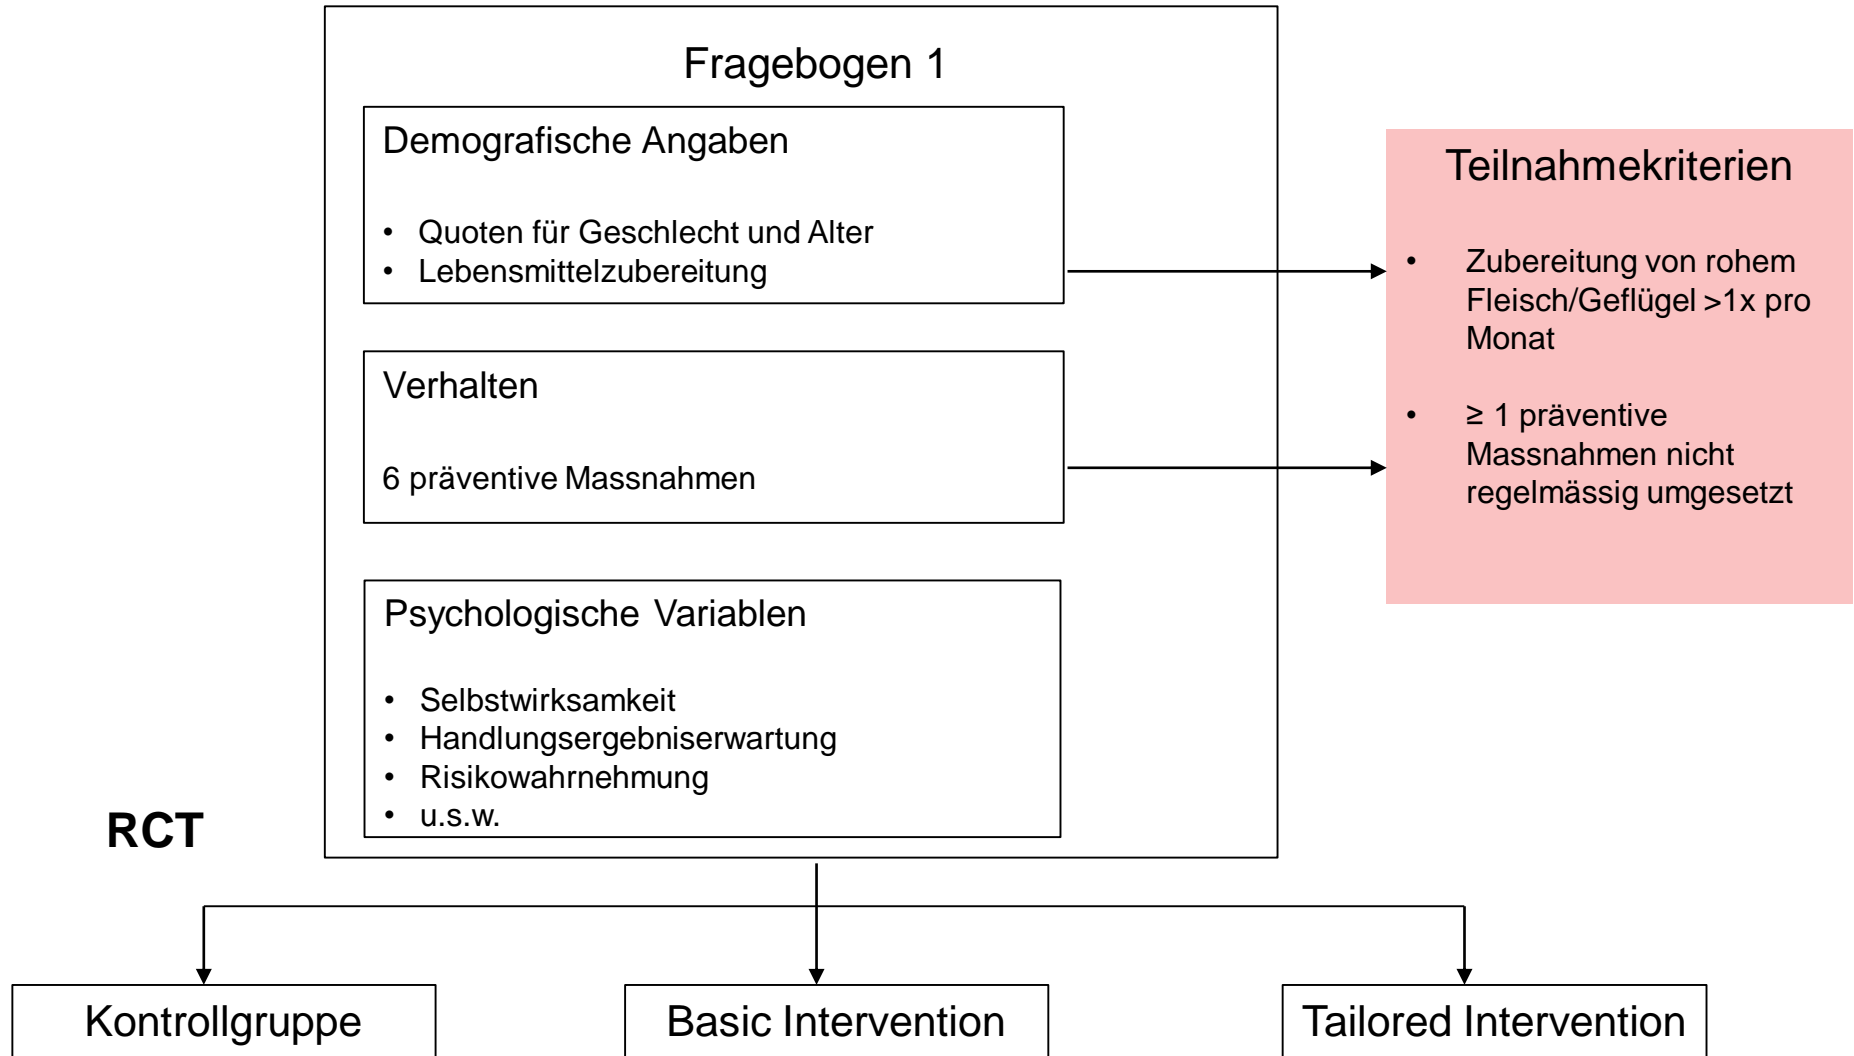 Fragebogen 1
Demografische Angaben
• Quoten für Geschlecht und Alter
• Lebensmittelzubereitung
Verhalten
6 präventive Massnahmen
Psychologische Variablen
• Selbstwirksamkeit
• Handlungsergebniserwartung
• Risikowahrnehmung
• u.s.w.
Teilnahmekriterien
• Zubereitung von rohem
Fleisch/Geflügel >1x pro
Monat
• ≥ 1 präventive
Massnahmen nicht
regelmässig umgesetzt
RCT
Kontrollgruppe
Basic Intervention
Tailored Intervention